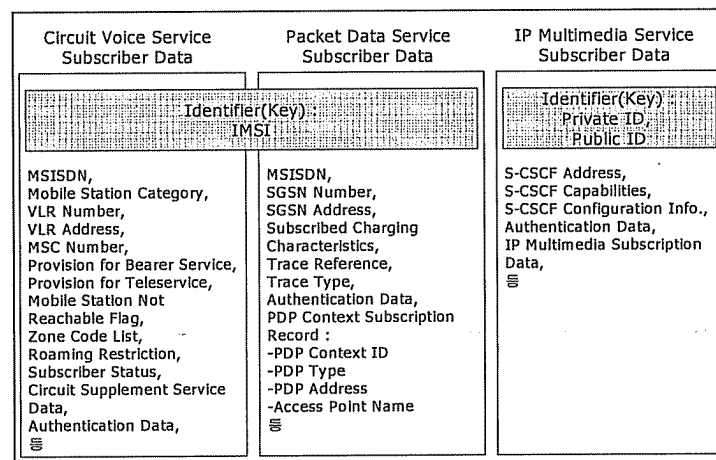 Circuit Voice Service
Subscriber Data
Packet Data Service
Subscriber Data
IP Multimedia Service
Subscriber Data
Identifier(Key) :
IMSI
Identifier(Key) :
Private ID,
Public ID
MSISDN,
Mobile Station Category,
VLR Number,
VLR Address,
MSC Number,
Provision for Bearer Service,
Provision for Teleservice,
Mobile Station Not
Reachable Flag,
Zone Code List,
Roaming Restriction,
Subscriber Status,
Circuit Supplement Service
Data,
Authentication Data,
등
MSISDN,
SGSN Number,
SGSN Address,
Subscribed Charging
Characteristics,
Trace Reference,
Trace Type,
Authentication Data,
PDP Context Subscription
Record :
-PDP Context ID
-PDP Type
-PDP Address
-Access Point Name
등
S-CSCF Address,
S-CSCF Capabilities,
S-CSCF Configuration Info.,
Authentication Data,
IP Multimedia Subscription
Data,
등